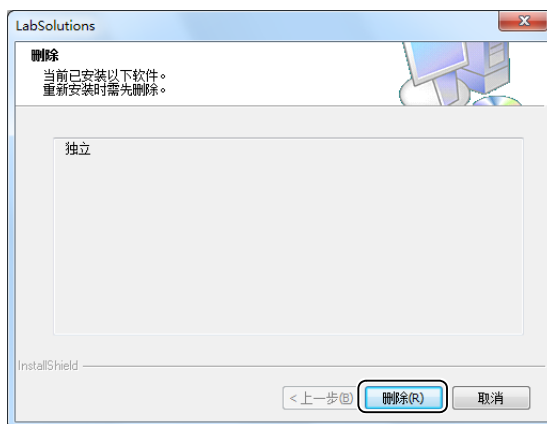 LabSolutions
删除
当前已安装以下软件。
重新安装时需先删除。
独立
InstallShield
<上一步(B)
删除(R)
取消